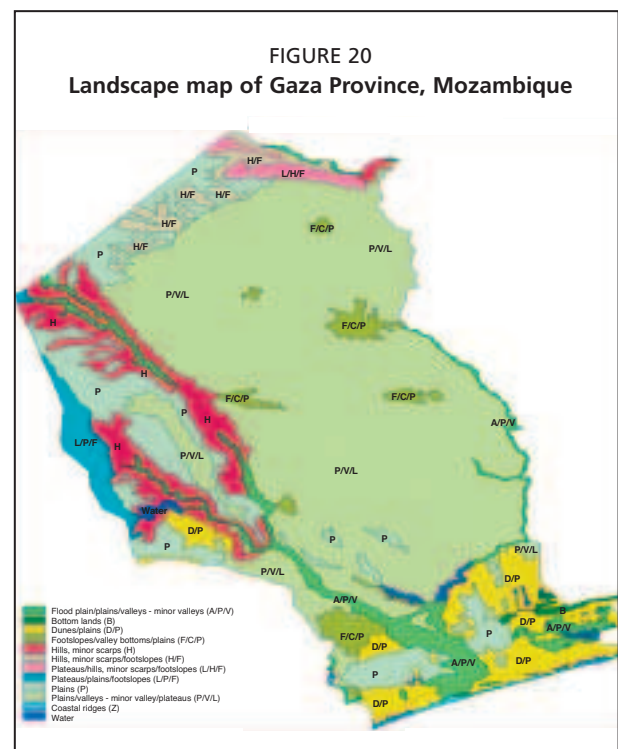 FIGURE 20
Landscape map of Gaza Province, Mozambique
H/F
P
L/H/F
H/F
H/F
H/F
F/C/P
H/F
P/V/L
P
P/V/L
H
F/C/P
H
P
F/C/P
F/C/P
P
H
A/P/V
L/P/F
H
P/V/L
P/V/L
Water
D/P
P
P
P
P/V/L
P/V/L
D/P
A/P/V
B
D/P
A/P/V
F/C/P
D/P
P
A/P/V
D/P
P
D/P
Flood plain/plains/valleys - minor valleys (A/P/V)
Bottom lands (B)
Dunes/plains (D/P)
Footslopes/valley bottoms/plains (F/C/P)
Hills, minor scarps (H)
Hills, minor scarps/footslopes (H/F)
Plateaus/hills, minor scarps/footslopes (L/H/F)
Plateaus/plains/footslopes (L/P/F)
Plains (P)
Plains/valleys - minor valley/plateaus (P/V/L)
Coastal ridges (Z)
Water